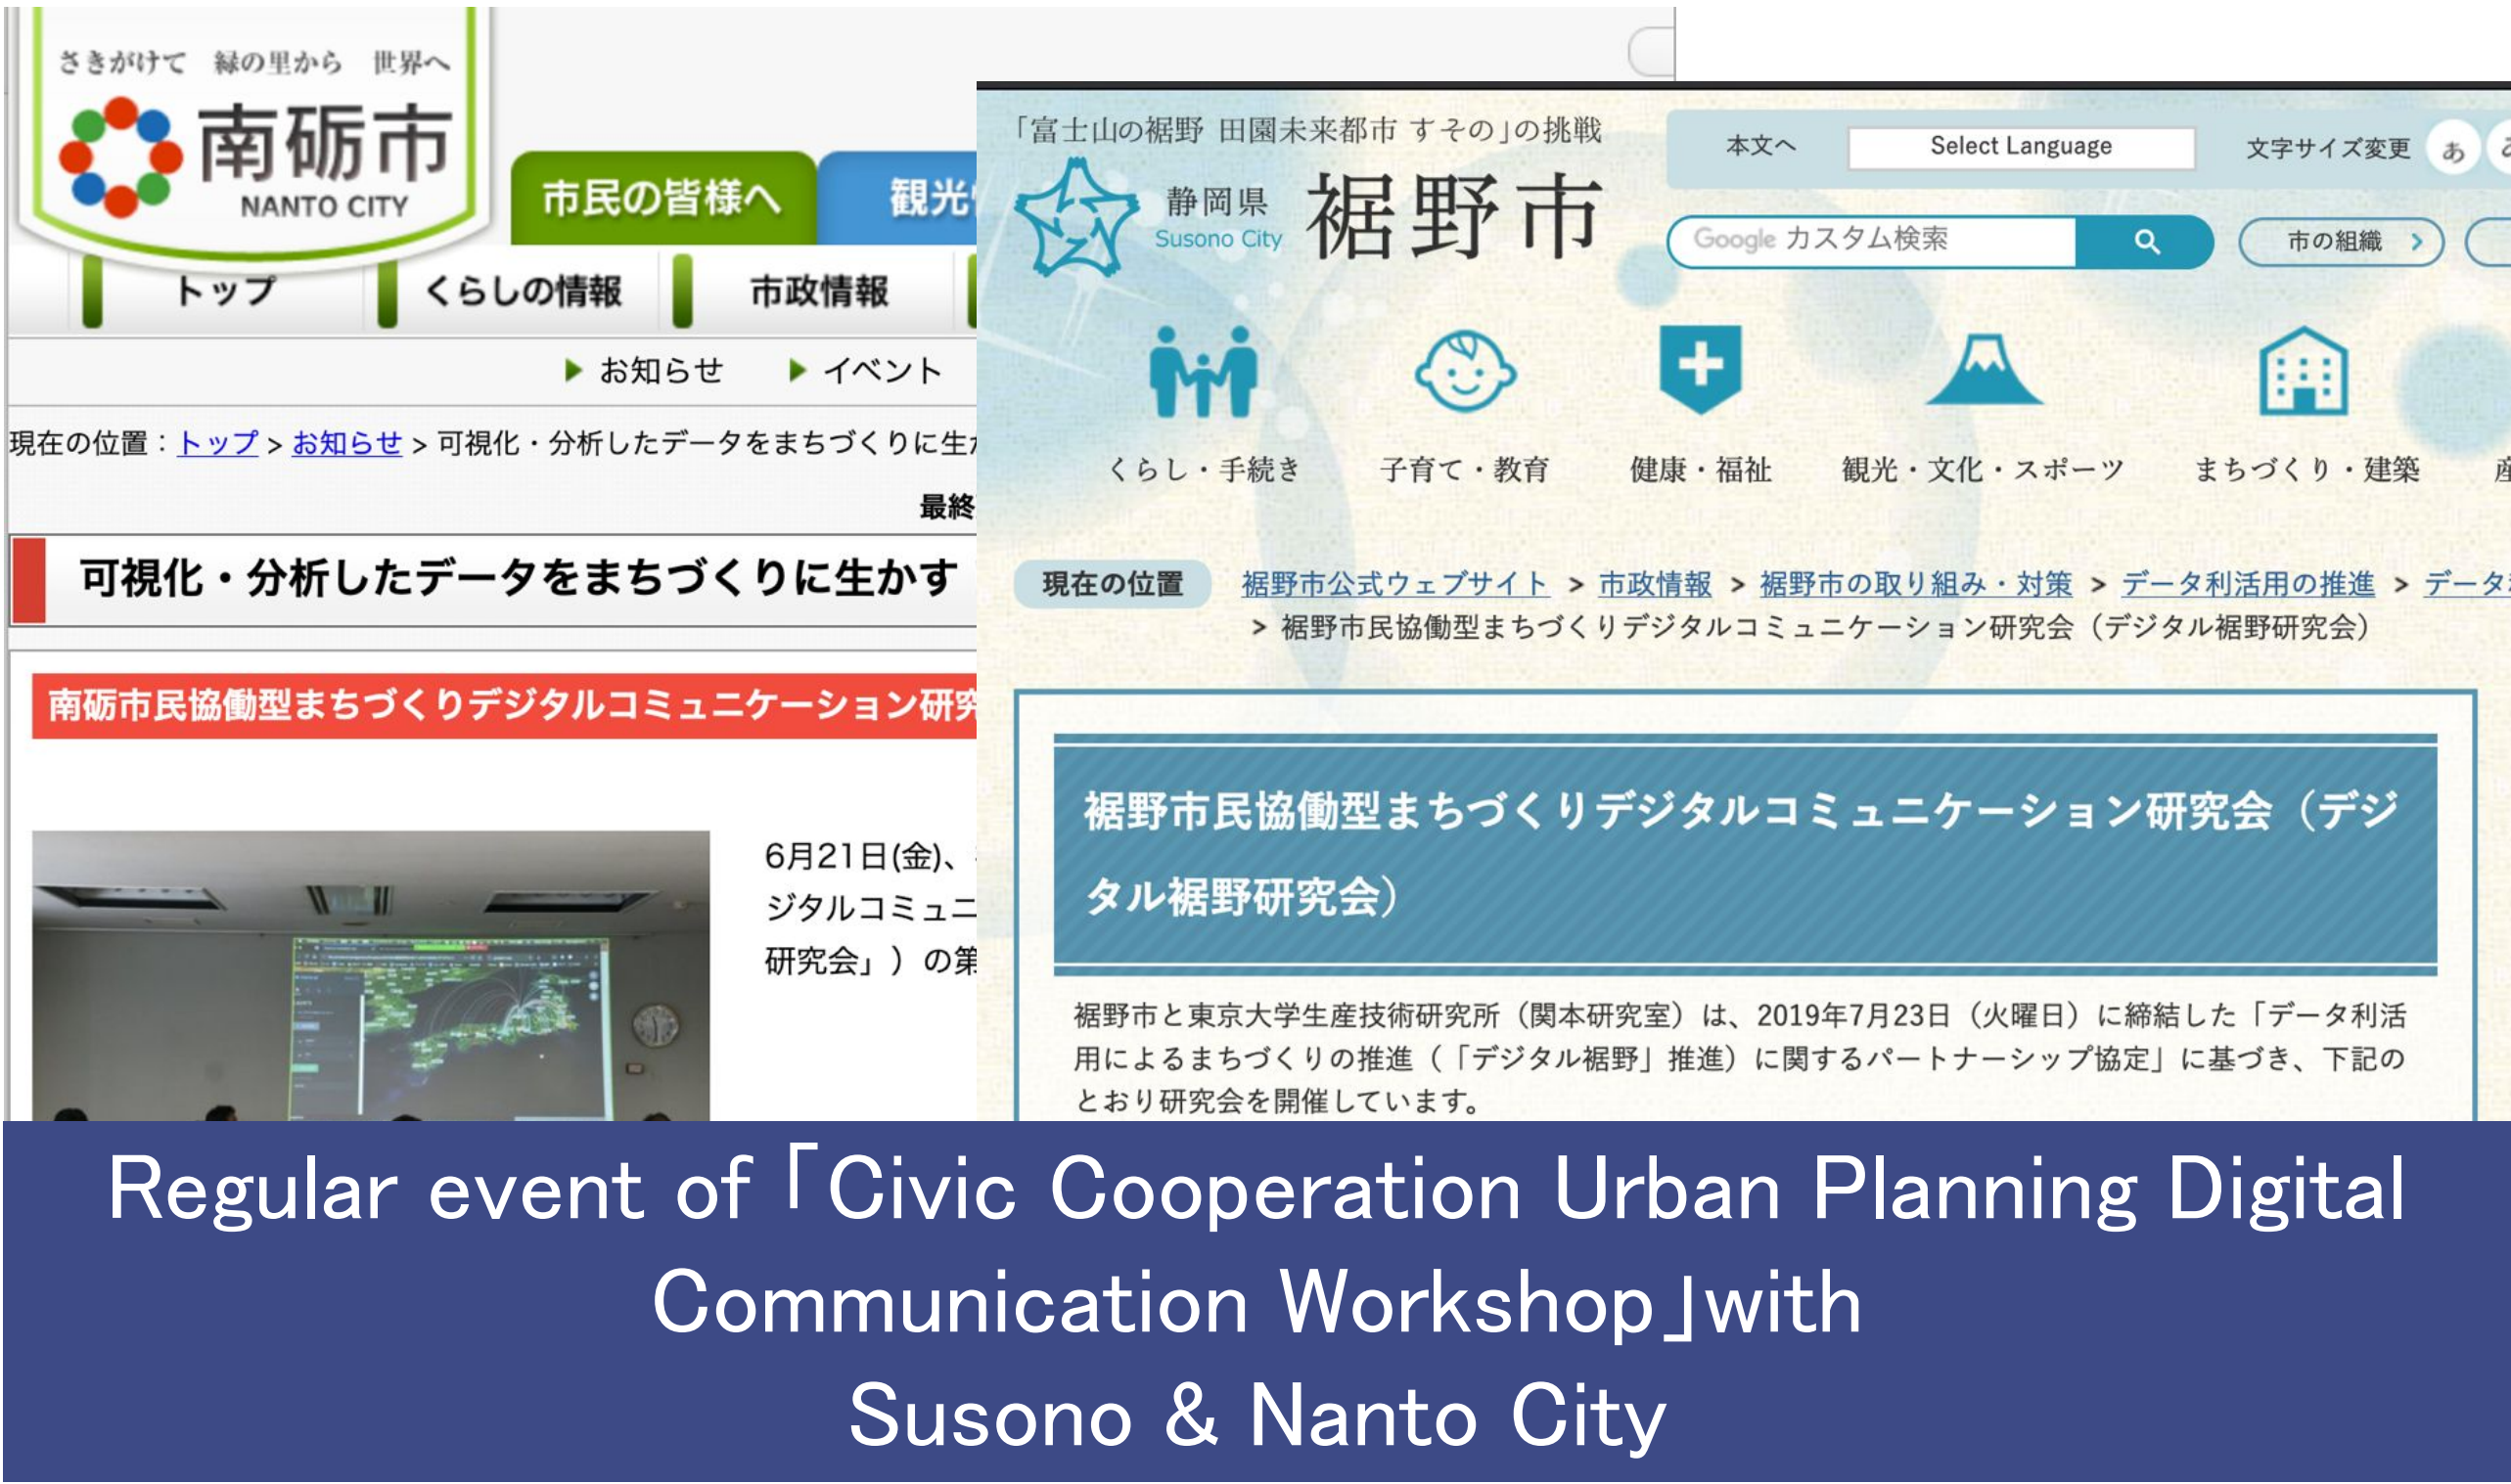 さきがけて 緑の里から 世界へ
南砺市
NANTO CITY
市民の皆様へ
観光
トップ
くらしの情報
市政情報
お知らせ
イベント
現在の位置：トップ > お知らせ > 可視化・分析したデータをまちづくりに生か
最終
可視化・分析したデータをまちづくりに生かす
南砺市民協働型まちづくりデジタルコミュニケーション研究
6月21日(金)、
ジタルコミュニ
研究会」）の第
「富士山の裾野 田園未来都市 すその」の挑戦
静岡県
Susono City
裾野市
本文へ
Select Language
文字サイズ変更
あ
Google カスタム検索
市の組織
くらし・手続き
子育て・教育
健康・福祉
観光・文化・スポーツ
まちづくり・建築
産
現在の位置
裾野市公式ウェブサイト > 市政情報 > 裾野市の取り組み・対策 > データ利活用の推進 > データ
> 裾野市民協働型まちづくりデジタルコミュニケーション研究会（デジタル裾野研究会）
裾野市民協働型まちづくりデジタルコミュニケーション研究会（デジ
タル裾野研究会）
裾野市と東京大学生産技術研究所（関本研究室）は、2019年7月23日（火曜日）に締結した「データ利活
用によるまちづくりの推進（「デジタル裾野」推進）に関するパートナーシップ協定」に基づき、下記の
とおり研究会を開催しています。
Regular event of「Civic Cooperation Urban Planning Digital
Communication Workshop」with
Susono & Nanto City